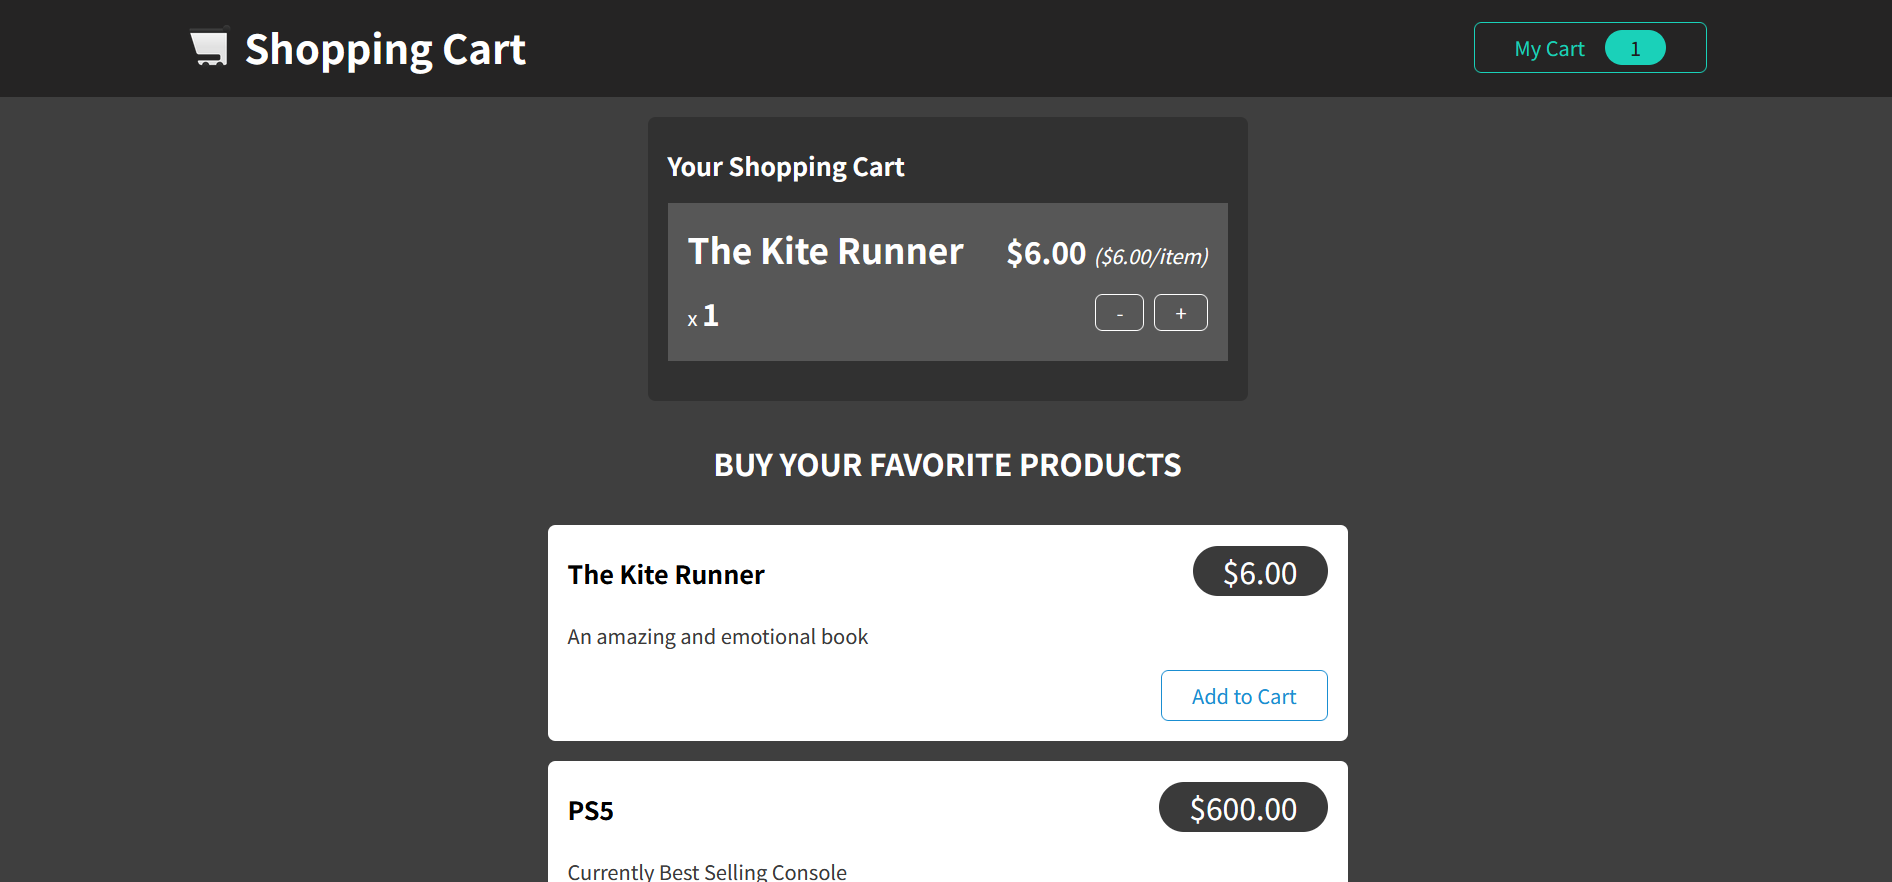 Shopping Cart
My Cart 1
Your Shopping Cart
The Kite Runner $6.00 ($6.00/item)
x 1 - +
BUY YOUR FAVORITE PRODUCTS
The Kite Runner $6.00
An amazing and emotional book
Add to Cart
PS5 $600.00
Currently Best Selling Console